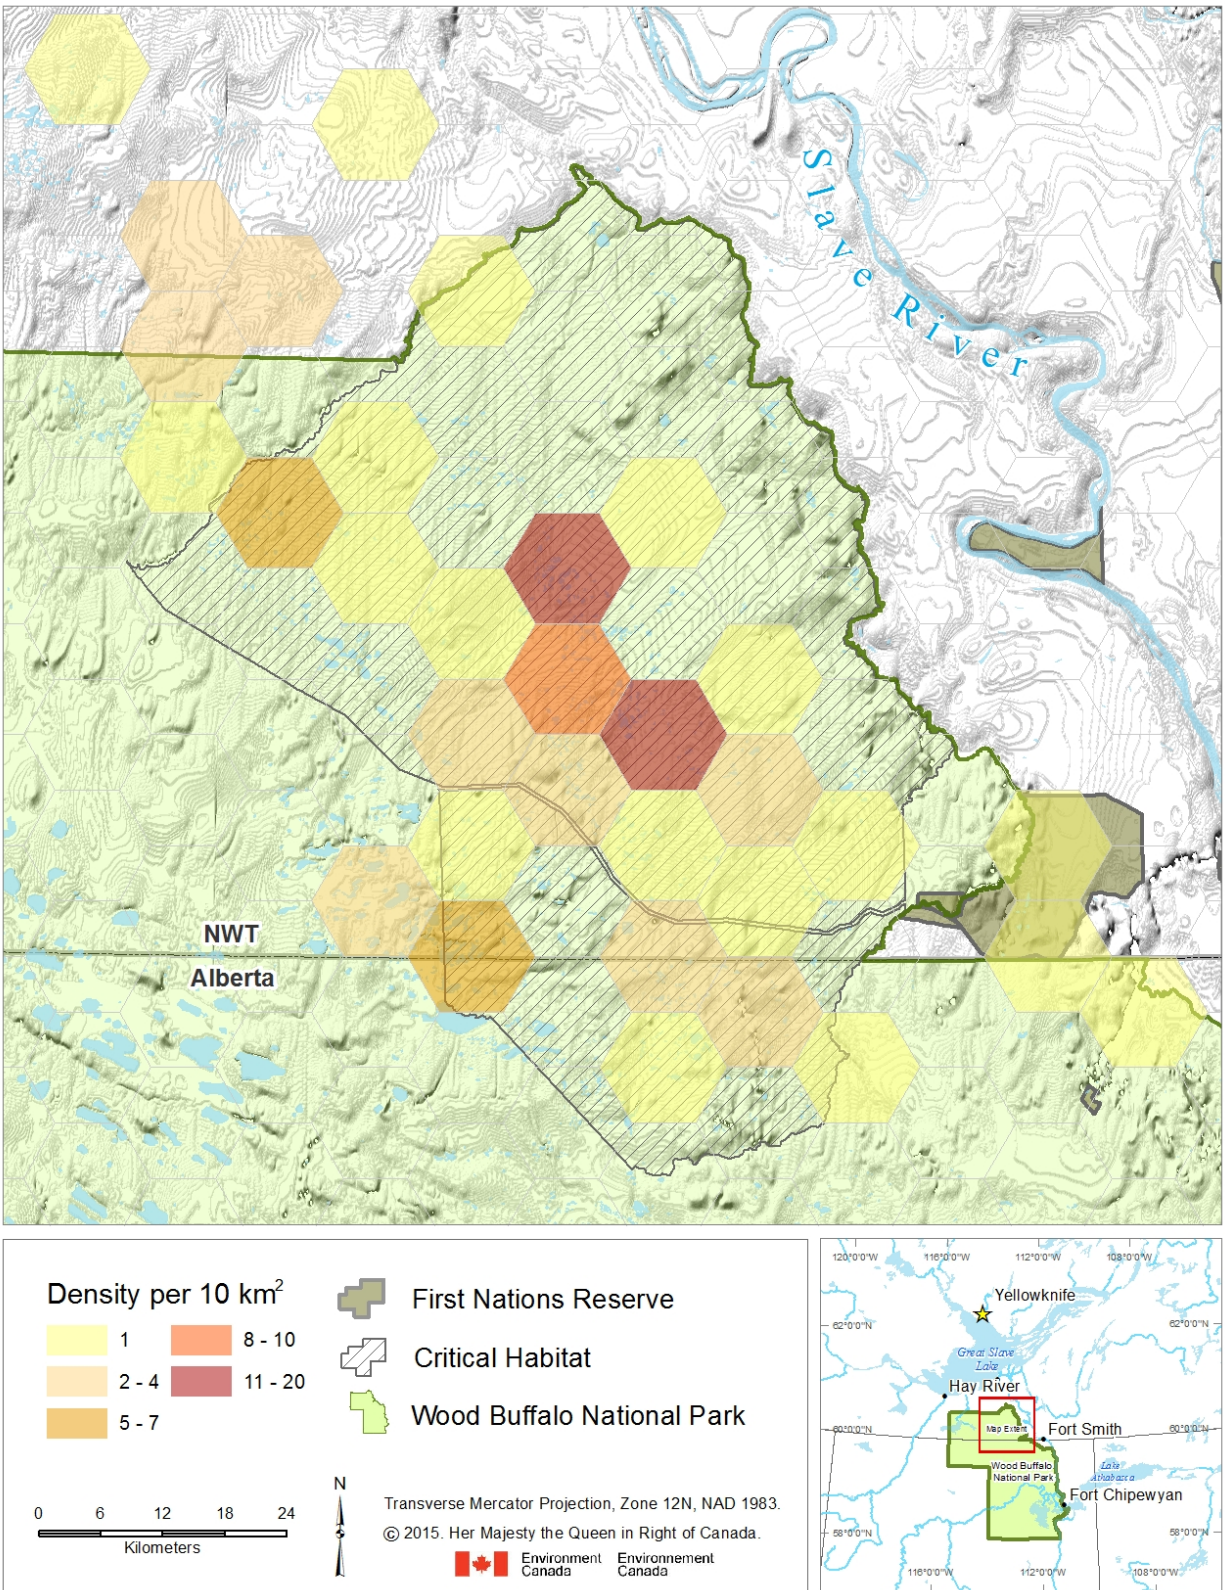 Slave River
NWT
Alberta
Density per 10 km²
1
2 - 4
5 - 7
8 - 10
11 - 20
First Nations Reserve
Critical Habitat
Wood Buffalo National Park
0 6 12 18 24
Kilometers
N
Transverse Mercator Projection, Zone 12N, NAD 1983.
© 2015. Her Majesty the Queen in Right of Canada.
Environment Environnement
Canada Canada
120°0'0"W 116°0'0"W 112°0'0"W 108°0'0"W
Yellowknife
62°0'0"N 62°0'0"N
Great Slave
Lake
Hay River
60°0'0"N 60°0'0"N
Map Extent
Fort Smith
Wood Buffalo
National Park
Lake
Athabasca
Fort Chipewyan
58°0'0"N 58°0'0"N
116°0'0"W 112°0'0"W 108°0'0"W